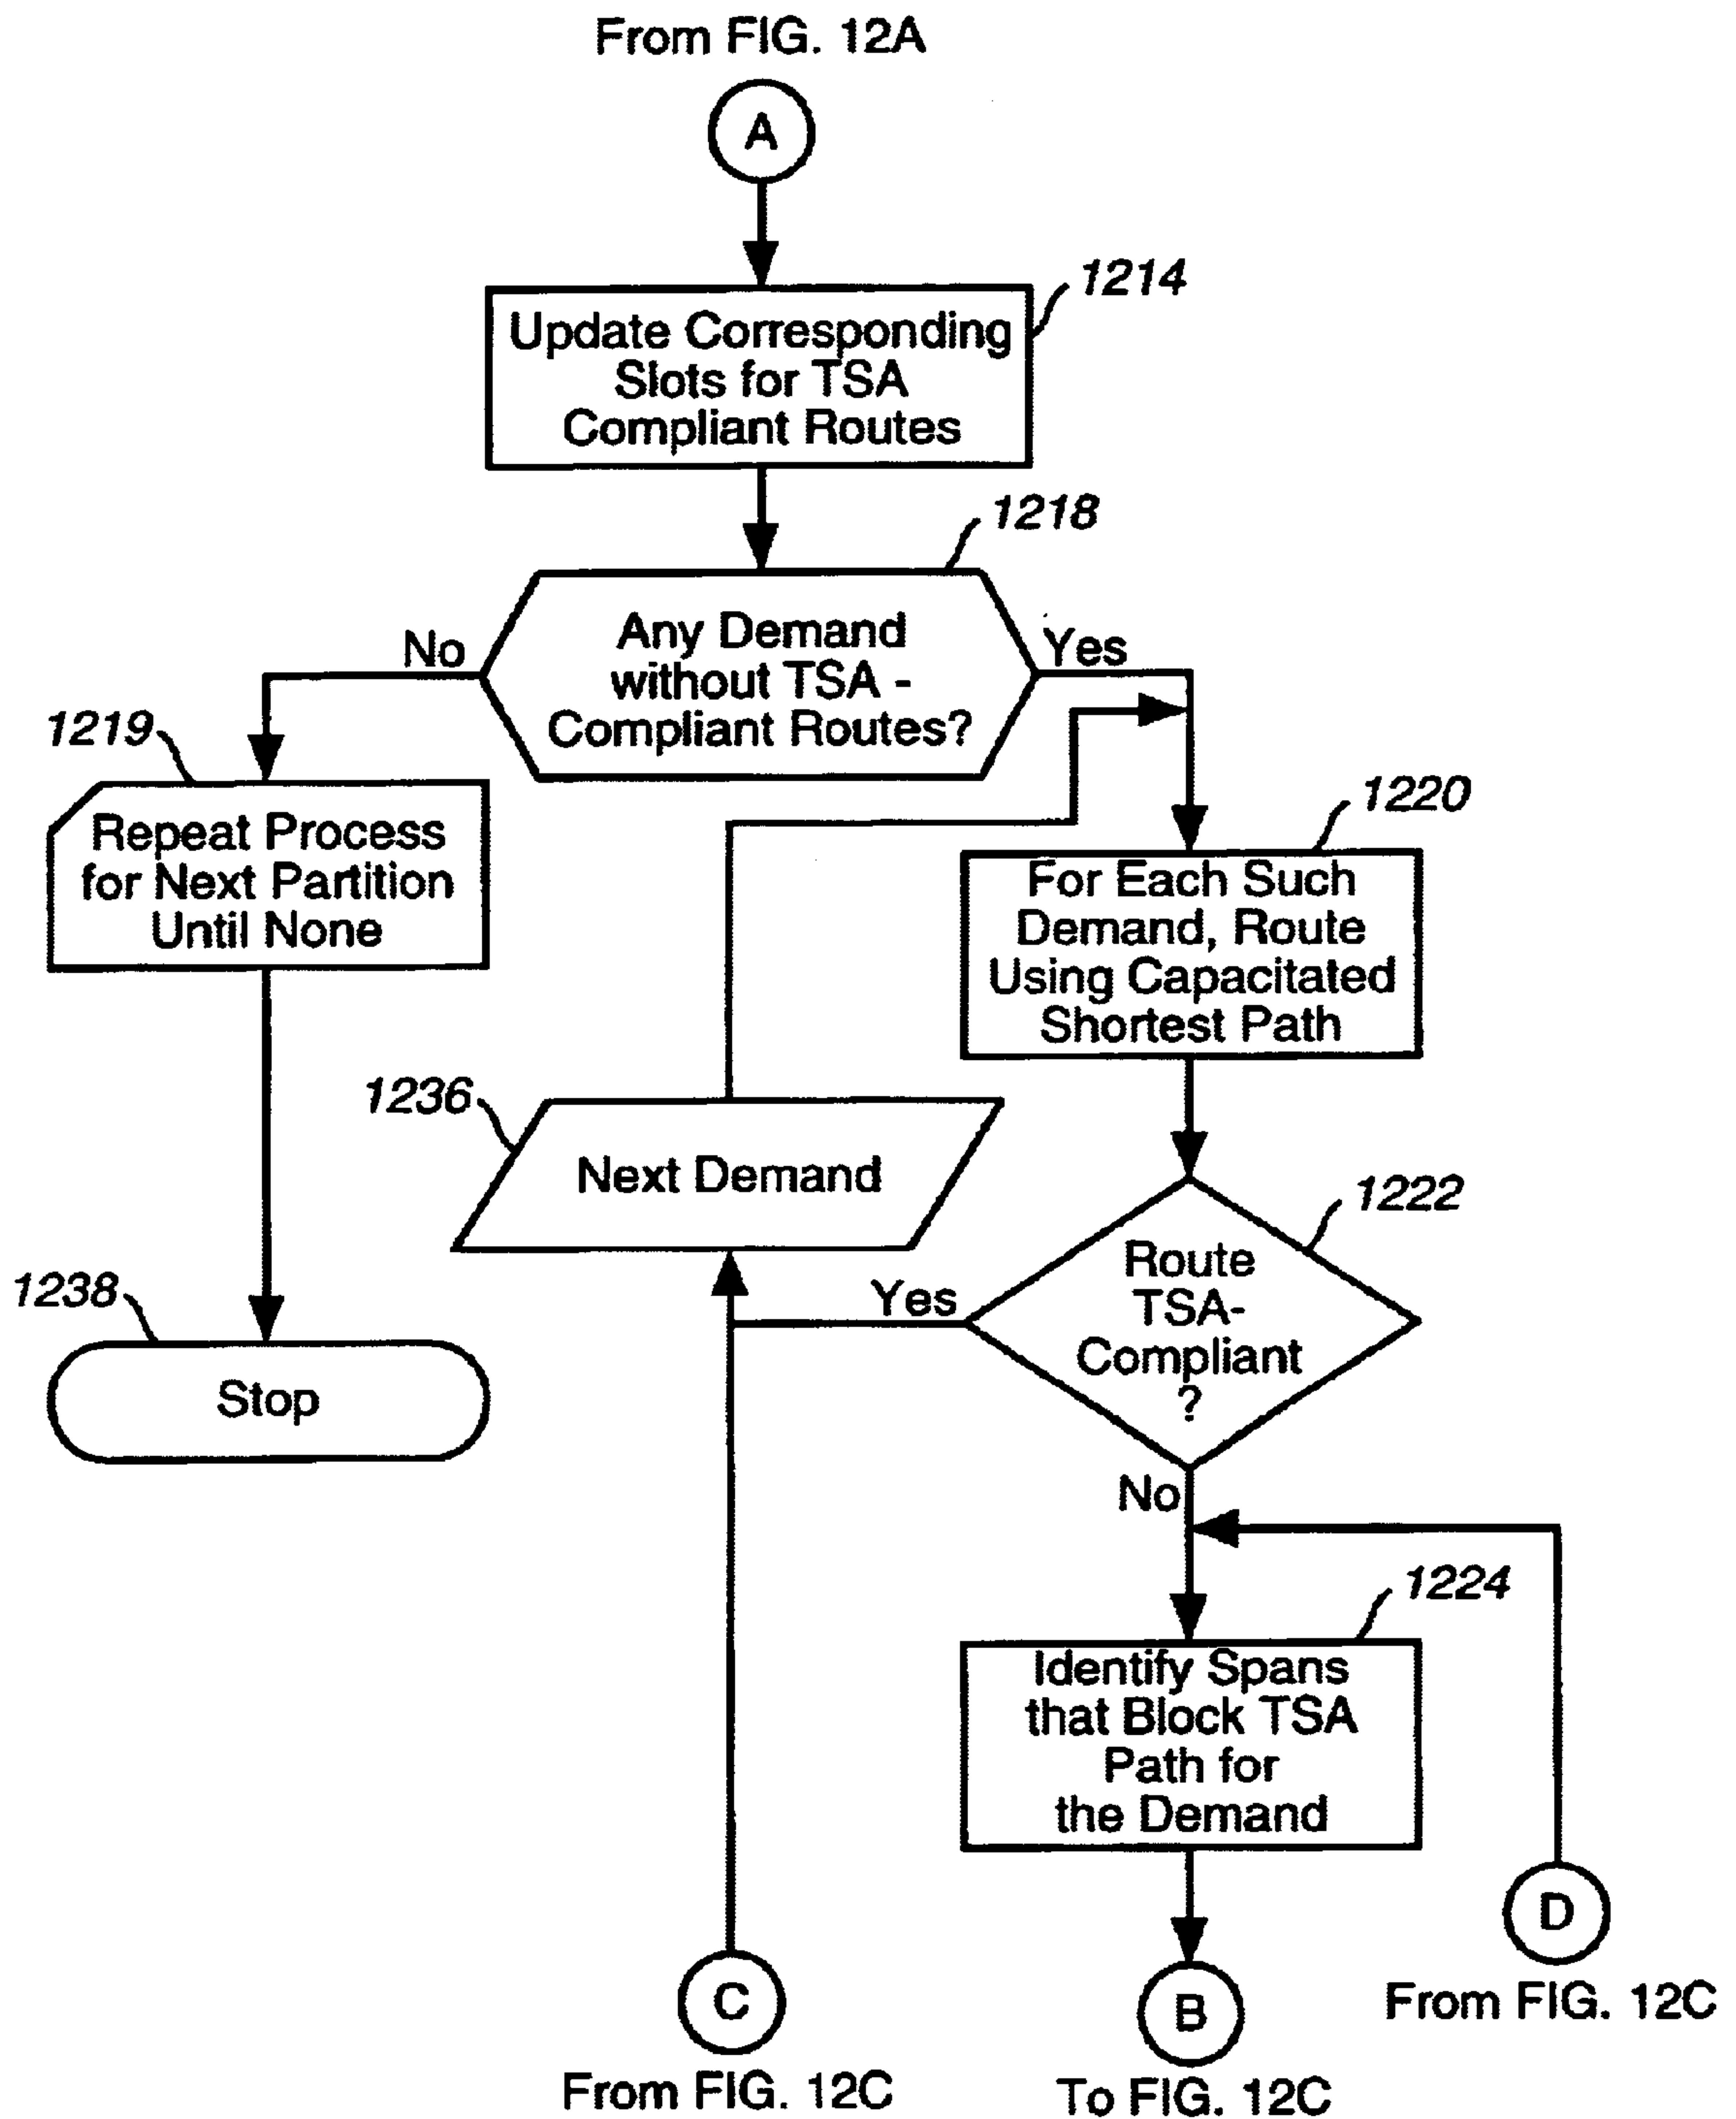 From FIG. 12A
A
1214
Update Corresponding
Slots for TSA
Compliant Routes
1218
Any Demand
without TSA -
Compliant Routes?
No
Yes
1219
Repeat Process
for Next Partition
Until None
1220
For Each Such
Demand, Route
Using Capacitated
Shortest Path
1236
Next Demand
1222
Route
TSA-
Compliant
?
Yes
No
1238
Stop
1224
Identify Spans
that Block TSA
Path for
the Demand
D
From FIG. 12C
C
From FIG. 12C
B
To FIG. 12C